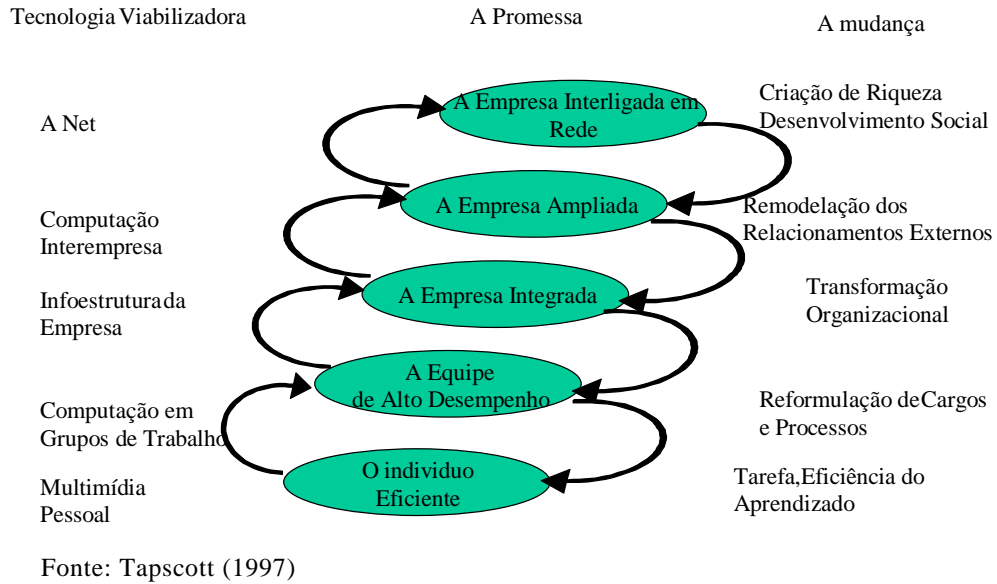 Tecnologia Viabilizadora
A Promessa
A mudança
A Net
A Empresa Interligada em
Rede
Criação de Riqueza
Desenvolvimento Social
Computação
Interempresa
A Empresa Ampliada
Remodelação dos
Relacionamentos Externos
Infoestrutura da
Empresa
A Empresa Integrada
Transformação
Organizacional
Computação em
Grupos de Trabalho
A Equipe
de Alto Desempenho
Reformulação de Cargos
e Processos
Multimídia
Pessoal
O individuo
Eficiente
Tarefa,Eficiência do
Aprendizado
Fonte: Tapscott (1997)